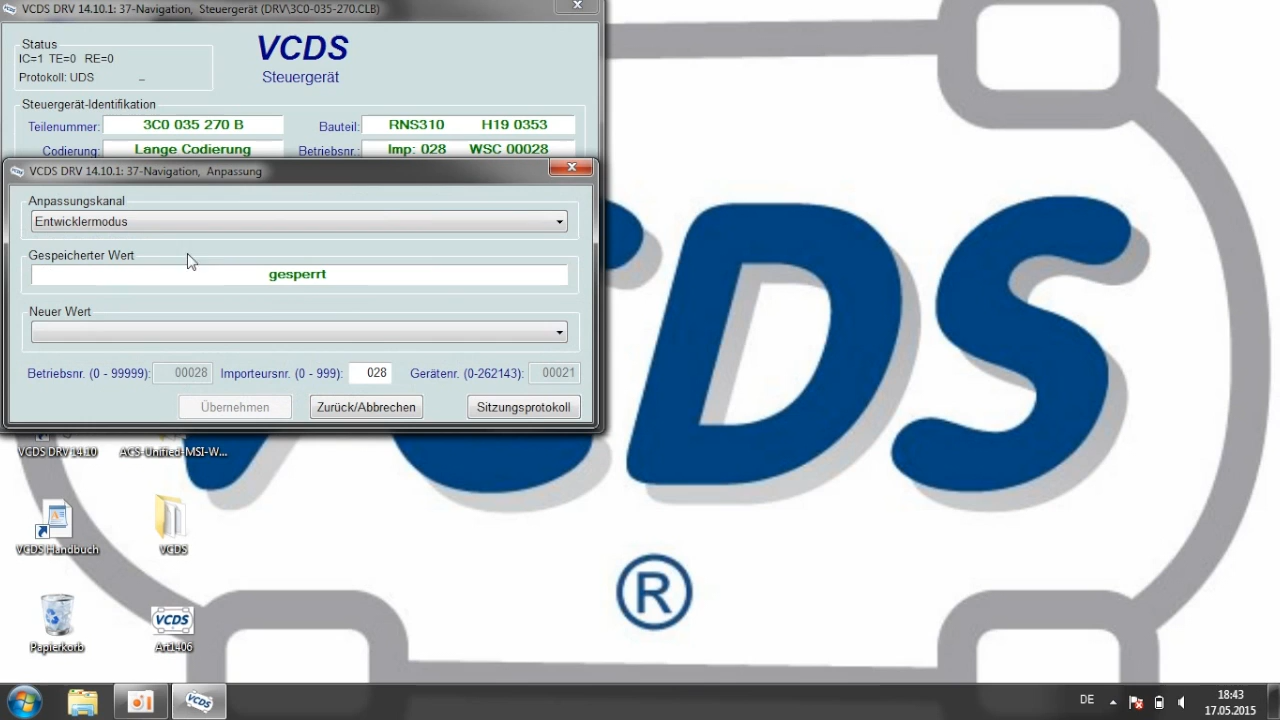 VCDS DRV 14.10.1: 37-Navigation, Steuergerät (DRV\3C0-035-270.CLB)
Status
IC=1 TE=0 RE=0
Protokoll: UDS
VCDS
Steuergerät
Steuergerät-Identifikation
Teilenummer: 3C0 035 270 B Bauteil: RNS310 H19 0353
Codierung: Lange Codierung Betriebsnr.: Imp: 028 WSC 00028
VCDS DRV 14.10.1: 37-Navigation, Anpassung
Anpassungskanal
Entwicklermodus
Gespeicherter Wert
gesperrt
Neuer Wert
Betriebsnr. (0 - 99999): 00028 Importeursnr. (0 - 999): 028 Gerätenr. (0-262143): 00021
Übernehmen Zurück/Abbrechen Sitzungsprotokoll
VCDS DRV 14.10 ACS-Unified-MSI-W...
VCDS Handbuch VCDS
VCDS
Papierkorb Art1406
VCDS
®
VCDS
DE
18:43
17.05.2015